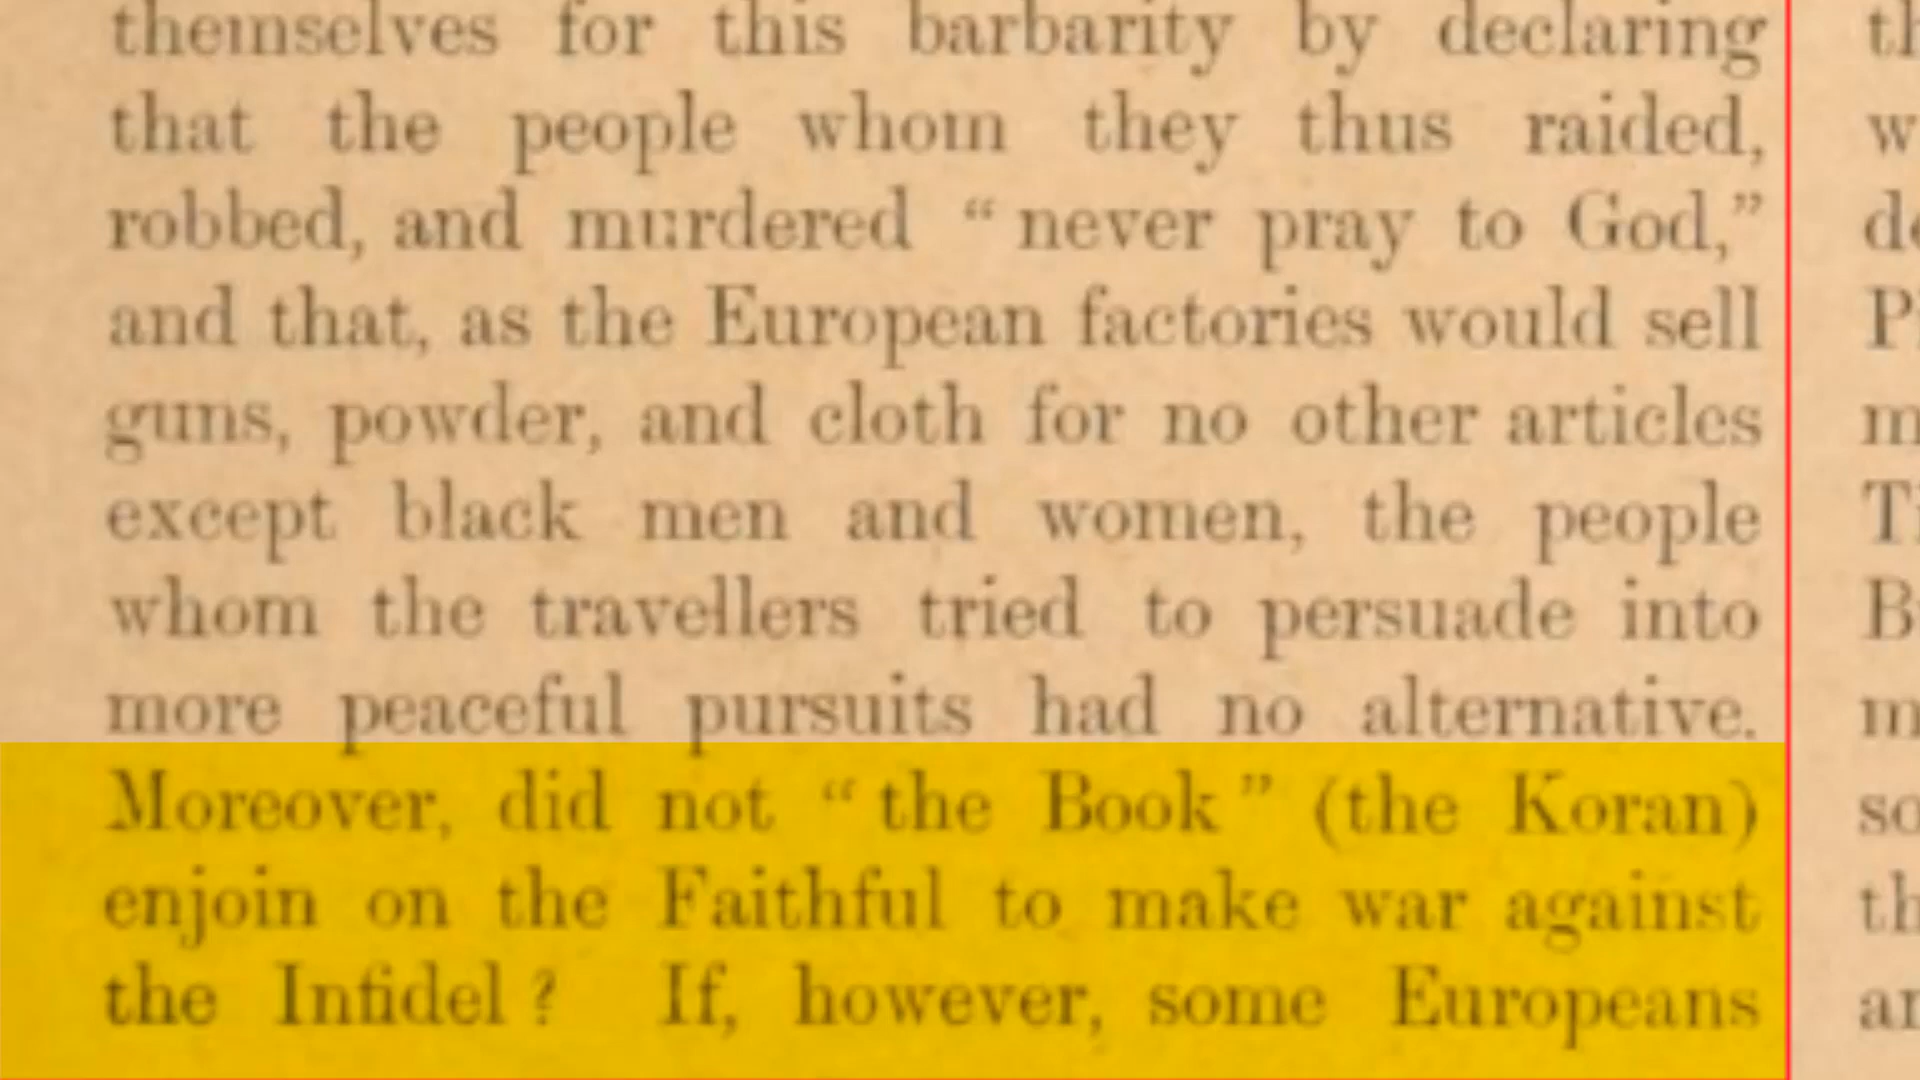 themselves for this barbarity by declaring
that the people whom they thus raided,
robbed, and murdered “ never pray to God,”
and that, as the European factories would sell
guns, powder, and cloth for no other articles
except black men and women, the people
whom the travellers tried to persuade into
more peaceful pursuits had no alternative.
Moreover, did not “ the Book ” (the Koran)
enjoin on the Faithful to make war against
the Infidel ? If, however, some Europeans